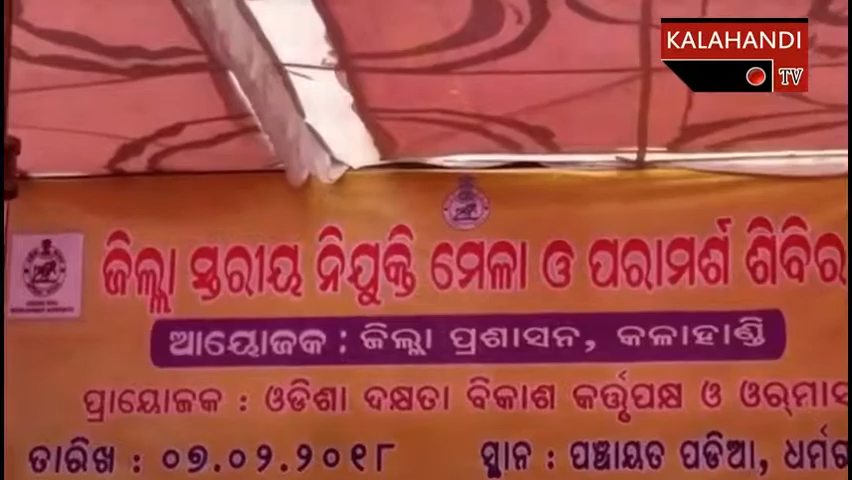 KALAHANDI
TV
ଜିଲ୍ଲା ସ୍ତରୀୟ ନିଯୁକ୍ତି ମେଳା ଓ ପରାମର୍ଶ ଶିବିର
ଆୟୋଜକ : ଜିଲ୍ଲା ପ୍ରଶାସନ, କଳାହାଣ୍ଡି
ପ୍ରାୟୋଜକ : ଓଡିଶା ଦକ୍ଷତା ବିକାଶ କର୍ତ୍ତୃପକ୍ଷ ଓ ଓର୍‌ମାସ
ତାରିଖ : ୦୭.୦୨.୨୦୧୮ ସ୍ଥାନ : ପଞ୍ଚାୟତ ପଡିଆ,